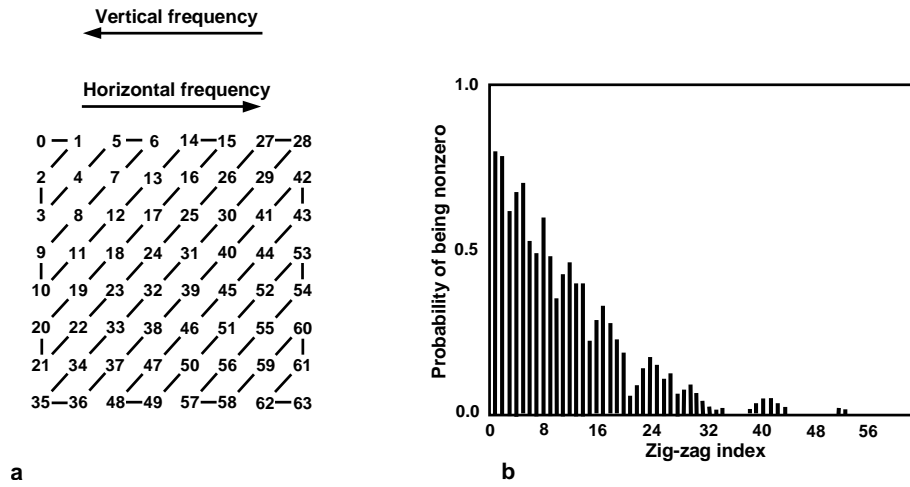 Vertical frequency
Horizontal frequency
0 1 5 6 14 15 27 28
2 4 7 13 16 26 29 42
3 8 12 17 25 30 41 43
9 11 18 24 31 40 44 53
10 19 23 32 39 45 52 54
20 22 33 38 46 51 55 60
21 34 37 47 50 56 59 61
35 36 48 49 57 58 62 63
a
1.0
0.5
0.0
Probability of being nonzero
0 8 16 24 32 40 48 56
Zig-zag index
b